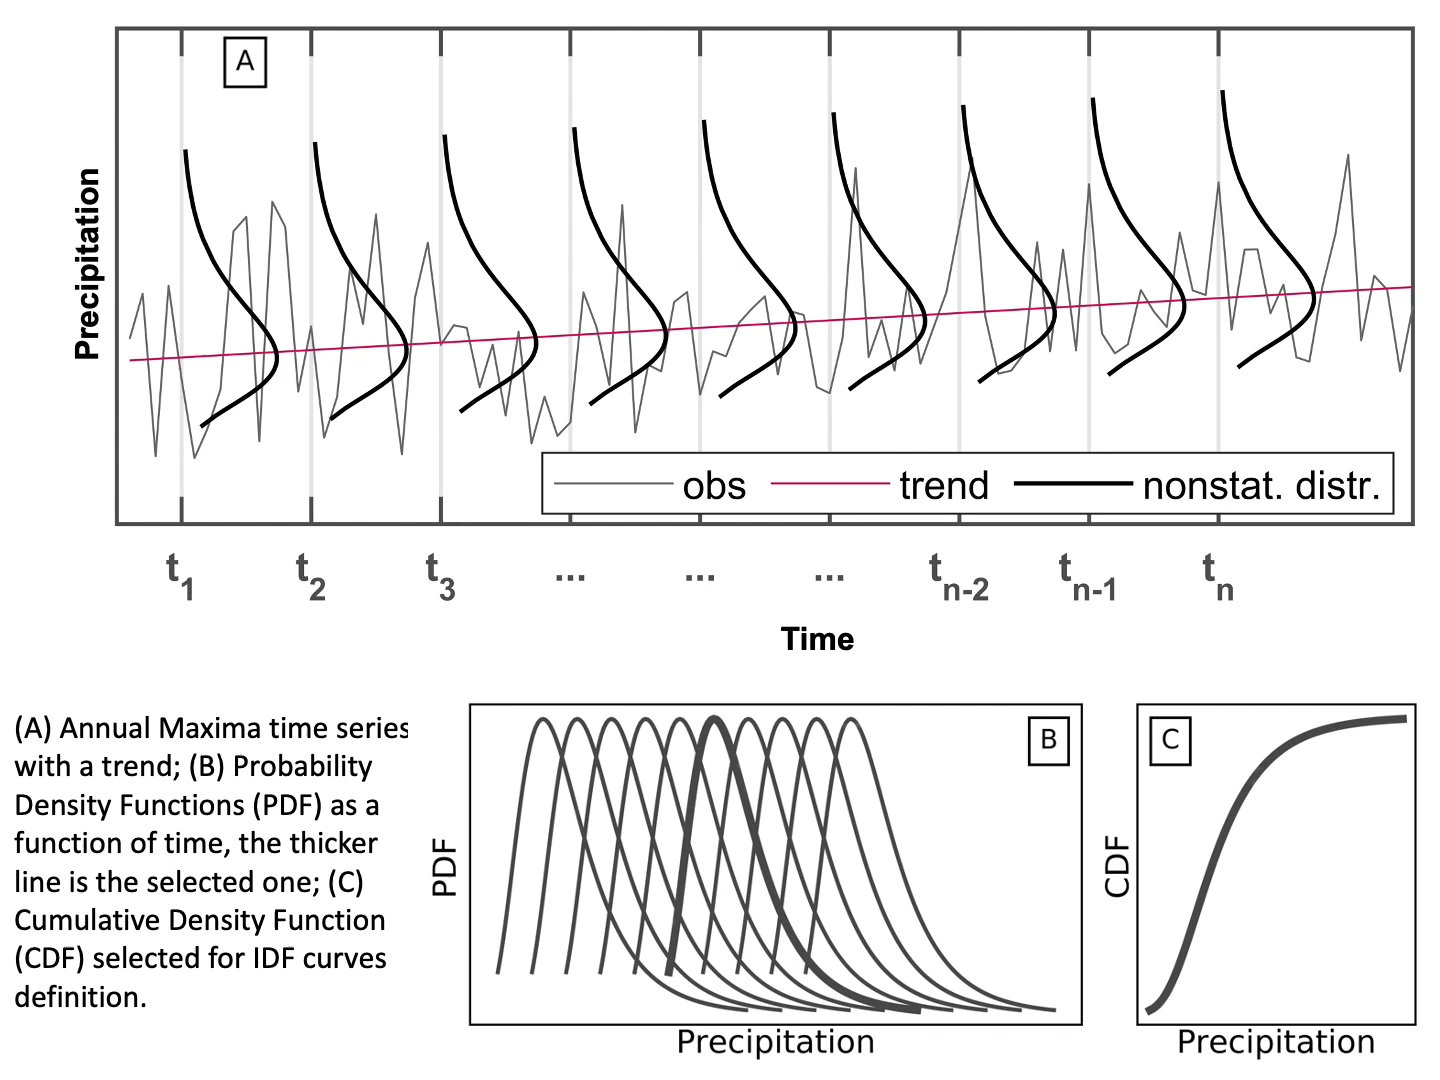 A
Precipitation
obs trend nonstat. distr.
t1 t2 t3 ... ... ... tn-2 tn-1 tn
Time
(A) Annual Maxima time series
with a trend; (B) Probability
Density Functions (PDF) as a
function of time, the thicker
line is the selected one; (C)
Cumulative Density Function
(CDF) selected for IDF curves
definition.
B
PDF
Precipitation
C
CDF
Precipitation